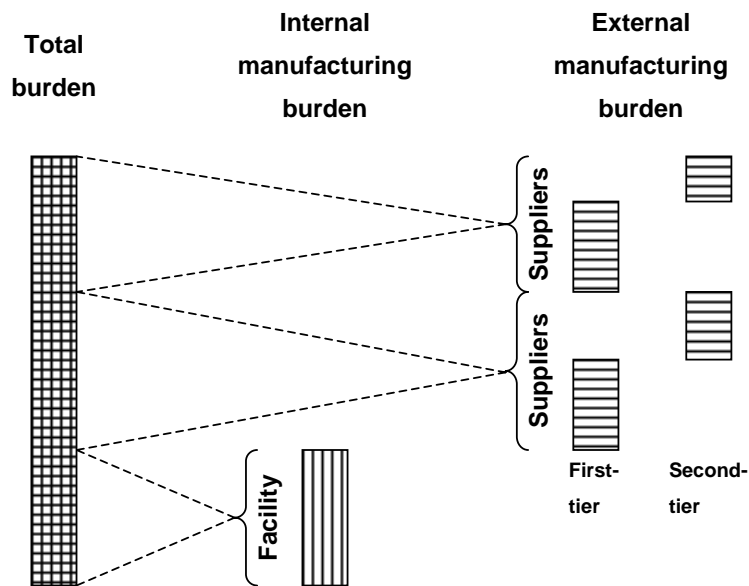 Total
burden
Internal
manufacturing
burden
External
manufacturing
burden
Suppliers
Suppliers
Facility
First-
tier
Second-
tier